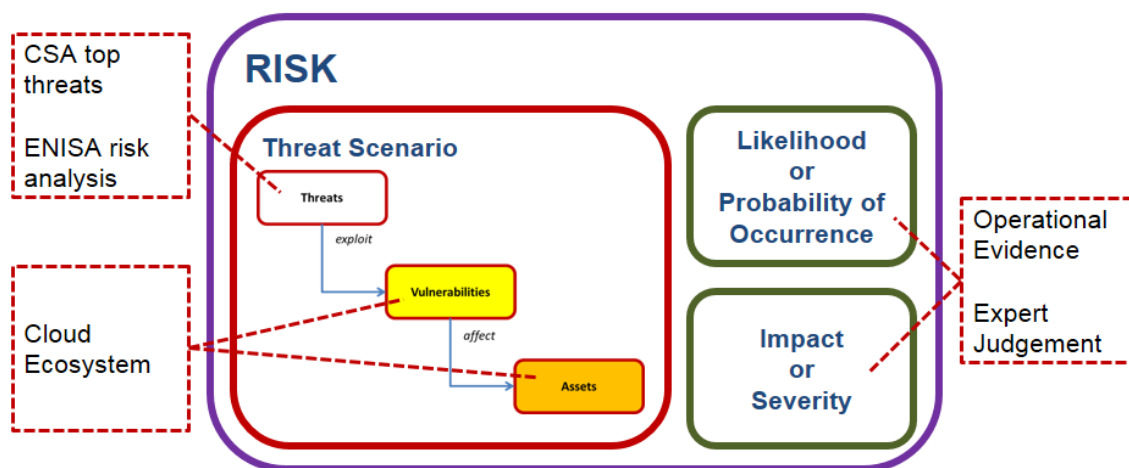 CSA top
threats
ENISA risk
analysis
Cloud
Ecosystem
RISK
Threat Scenario
Threats
exploit
Vulnerabilities
affect
Assets
Likelihood
or
Probability of
Occurrence
Impact
or
Severity
Operational
Evidence
Expert
Judgement